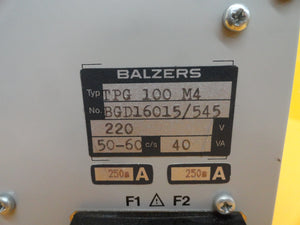 BALZERS
Typ TPG 100 M4
No. BGD16015/545
220 V
50-60 c/s 40 VA
250m A 250m A
F1 ⚠ F2